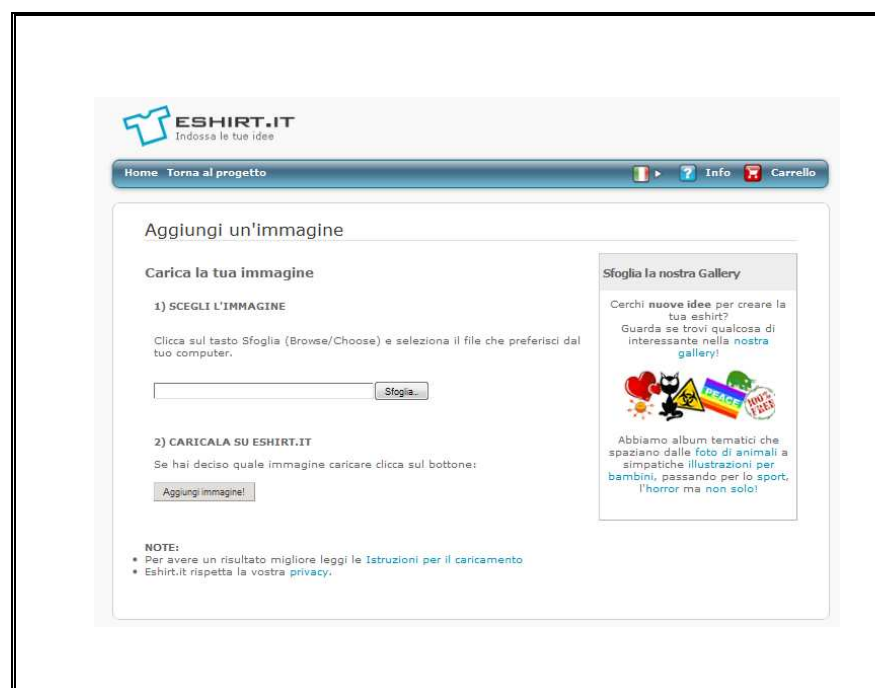 ESHIRT.IT
Indossa le tue idee
Home Torna al progetto
Info
Carrello
Aggiungi un'immagine
Carica la tua immagine
1) SCEGLI L'IMMAGINE
Clicca sul tasto Sfoglia (Browse/Choose) e seleziona il file che preferisci dal
tuo computer.
Sfoglia..
2) CARICALA SU ESHIRT.IT
Se hai deciso quale immagine caricare clicca sul bottone:
Aggiungi immagine!
NOTE:
• Per avere un risultato migliore leggi le Istruzioni per il caricamento
• Eshirt.it rispetta la vostra privacy.
Sfoglia la nostra Gallery
Cerchi nuove idee per creare la
tua eshirt?
Guarda se trovi qualcosa di
interessante nella nostra
gallery!
PEACE
100%
FREE
Abbiamo album tematici che
spaziano dalle foto di animali a
simpatiche illustrazioni per
bambini, passando per lo sport,
l'horror ma non solo!